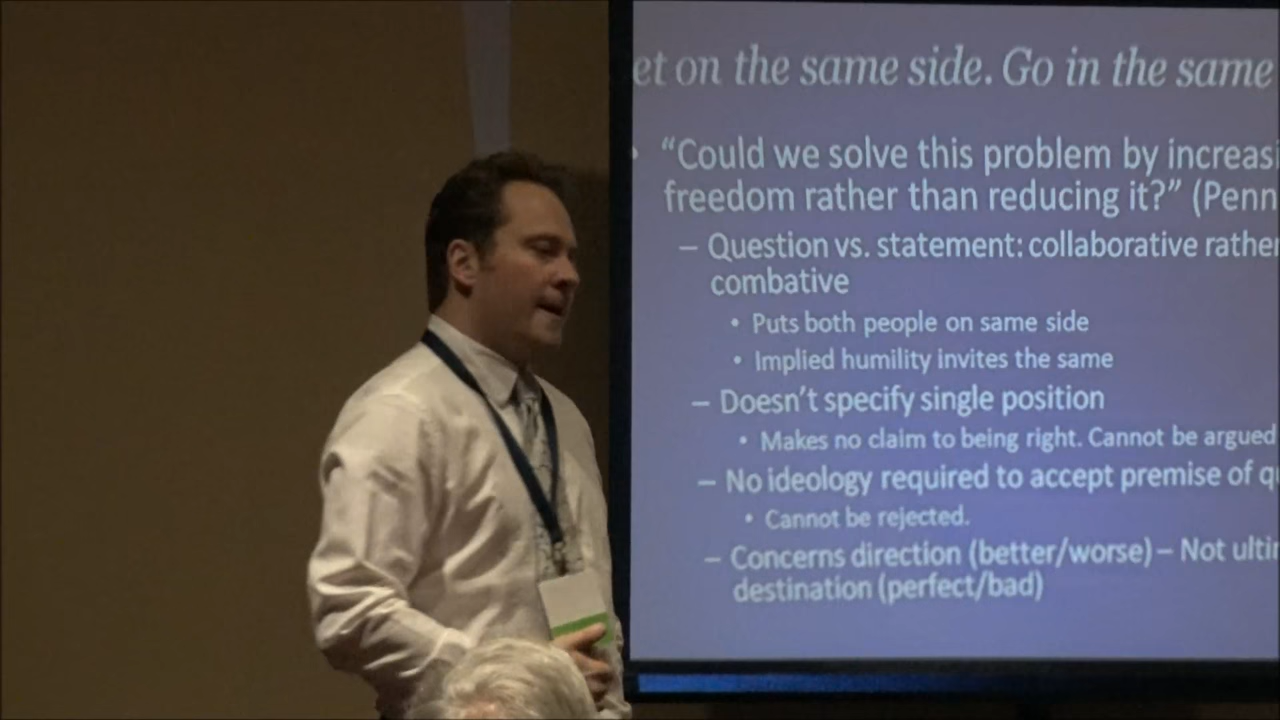 et on the same side. Go in the same
• “Could we solve this problem by increasi
freedom rather than reducing it?” (Penn
– Question vs. statement: collaborative rather
combative
• Puts both people on same side
• Implied humility invites the same
– Doesn’t specify single position
• Makes no claim to being right. Cannot be argued
– No ideology required to accept premise of q
• Cannot be rejected.
– Concerns direction (better/worse) – Not ulti
destination (perfect/bad)